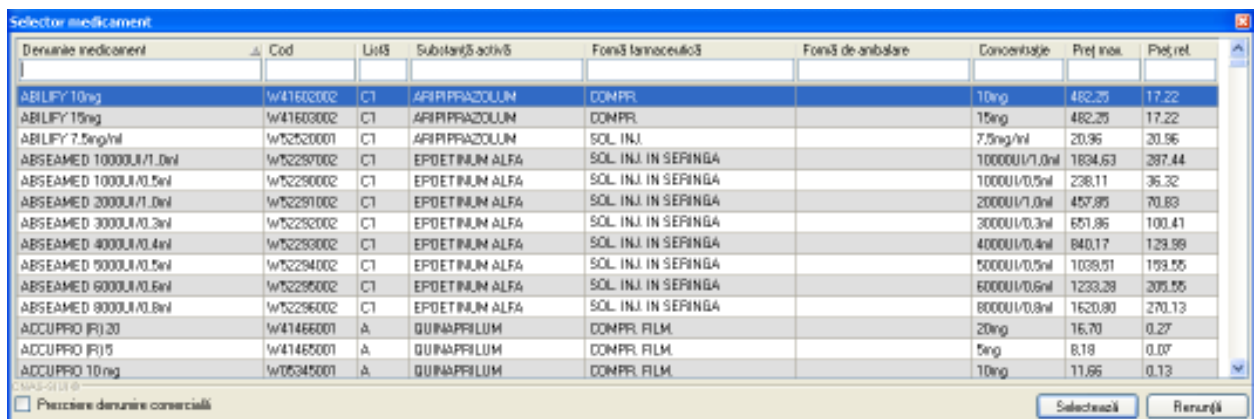 Selector medicament
Denumire medicament Cod Listă Substanţă activă Formă farmaceutică Formă de ambalare Concentraţie Preţ max. Preţ ref.
ABILIFY 10mg W41602002 C1 ARIPIPRAZOLUM COMPR. 10mg 482.25 17.22
ABILIFY 15mg W41603002 C1 ARIPIPRAZOLUM COMPR. 15mg 482.25 17.22
ABILIFY 7.5mg/ml W52520001 C1 ARIPIPRAZOLUM SOL. INJ. 7.5mg/ml 20.96 20.96
ABSEAMED 10000UI/1.0ml W52297002 C1 EPOETINUM ALFA SOL. INJ. IN SERINGA 10000UI/1.0ml 1834.63 287.44
ABSEAMED 1000UI/0.5ml W52290002 C1 EPOETINUM ALFA SOL. INJ. IN SERINGA 1000UI/0.5ml 238.11 36.32
ABSEAMED 2000UI/1.0ml W52291002 C1 EPOETINUM ALFA SOL. INJ. IN SERINGA 2000UI/1.0ml 457.85 70.83
ABSEAMED 3000UI/0.3ml W52292002 C1 EPOETINUM ALFA SOL. INJ. IN SERINGA 3000UI/0.3ml 651.86 100.41
ABSEAMED 4000UI/0.4ml W52293002 C1 EPOETINUM ALFA SOL. INJ. IN SERINGA 4000UI/0.4ml 840.17 129.99
ABSEAMED 5000UI/0.5ml W52294002 C1 EPOETINUM ALFA SOL. INJ. IN SERINGA 5000UI/0.5ml 1039.51 159.55
ABSEAMED 6000UI/0.6ml W52295002 C1 EPOETINUM ALFA SOL. INJ. IN SERINGA 6000UI/0.6ml 1233.28 205.55
ABSEAMED 8000UI/0.8ml W52296002 C1 EPOETINUM ALFA SOL. INJ. IN SERINGA 8000UI/0.8ml 1620.80 270.13
ACCUPRO (R) 20 W41466001 A QUINAPRILUM COMPR. FILM. 20mg 16.70 0.27
ACCUPRO (R) 5 W41465001 A QUINAPRILUM COMPR. FILM. 5mg 8.18 0.07
ACCUPRO 10 mg W05345001 A QUINAPRILUM COMPR. FILM. 10mg 11.66 0.13
CNAS-SIUI ©
Prescriere denumire comercială Selectează Renunţă